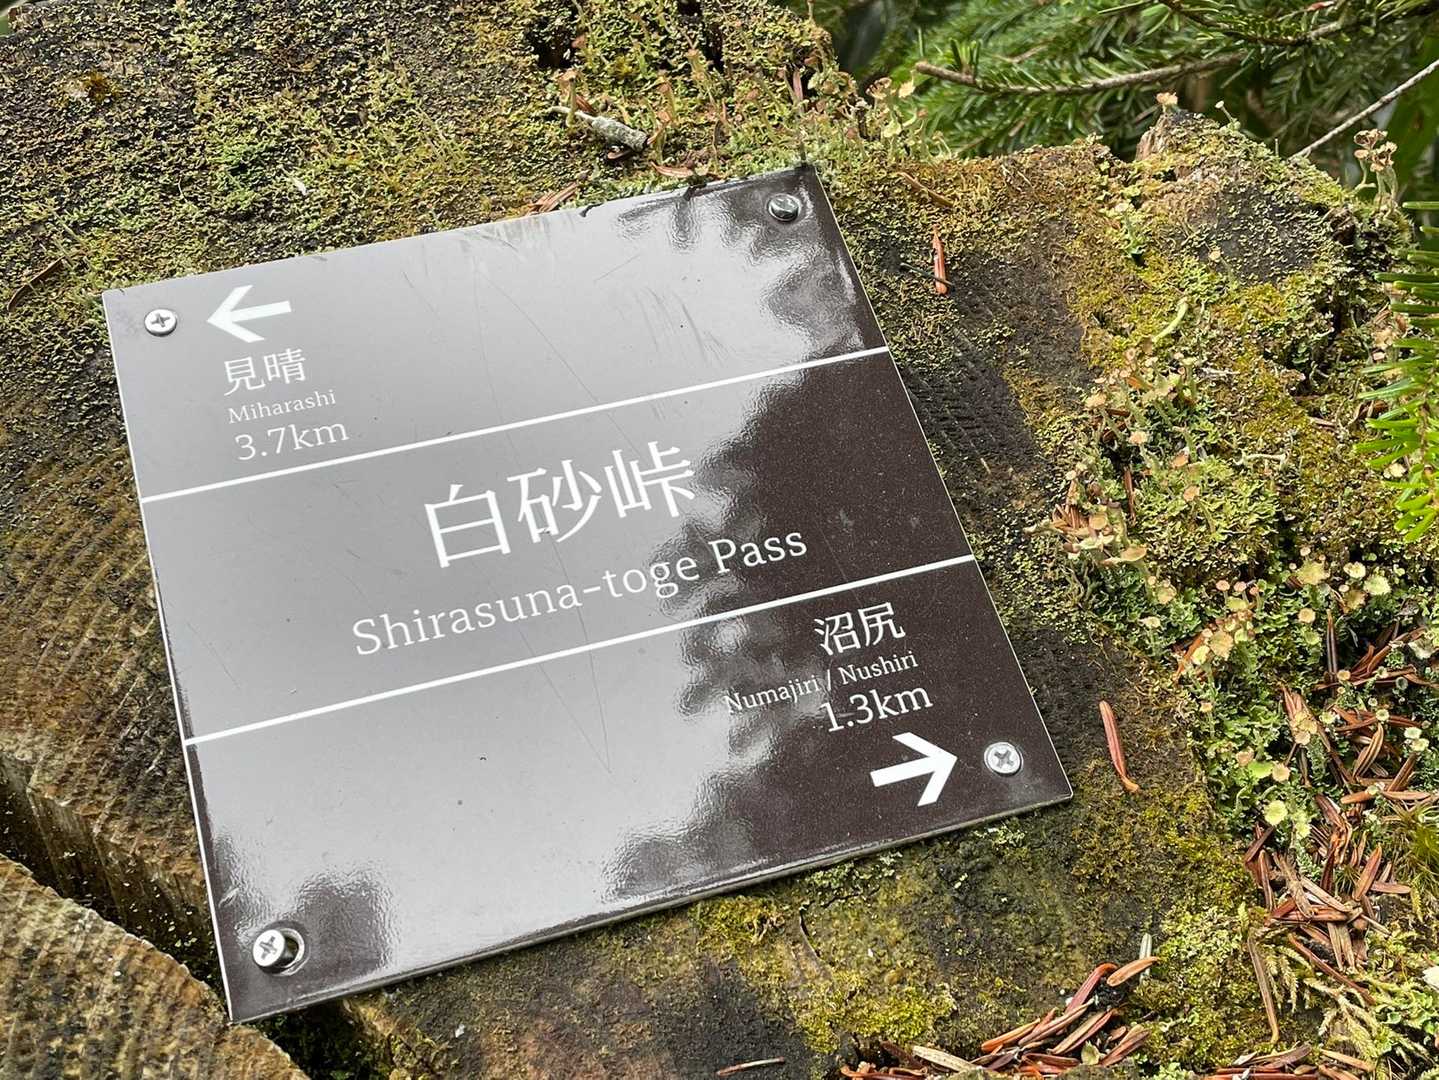 ←
見晴
Miharashi
3.7km
白砂峠
Shirasuna-toge Pass
沼尻
Numajiri / Nushiri
1.3km
→